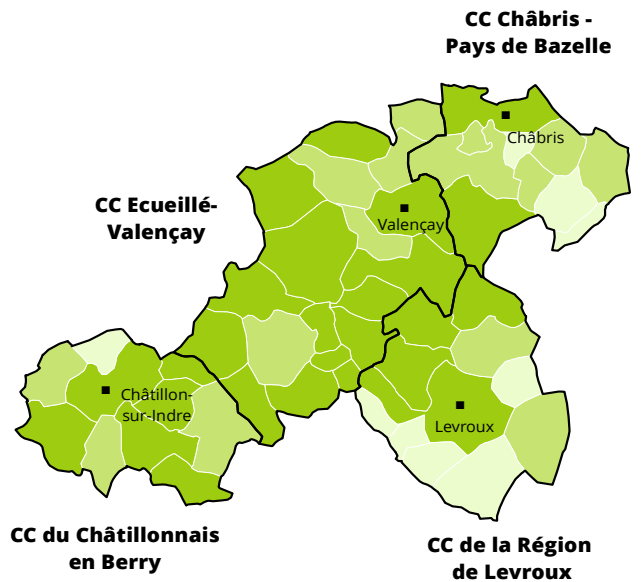 CC Châbris -
Pays de Bazelle
Châbris
CC Ecueillé-
Valençay
Valençay
Châtillon-
sur-Indre
Levroux
CC du Châtillonnais
en Berry
CC de la Région
de Levroux